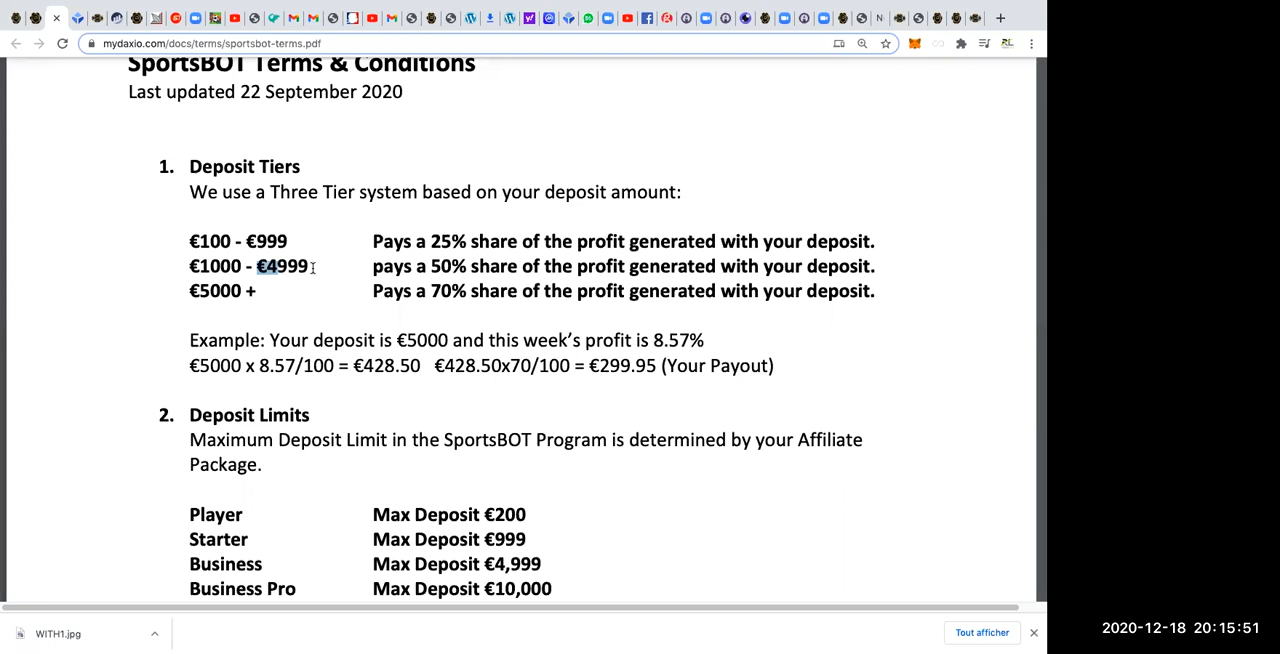 mydaxio.com/docs/terms/sportsbot-terms.pdf
SportsBOT Terms & Conditions
Last updated 22 September 2020
1. Deposit Tiers
We use a Three Tier system based on your deposit amount:
€100 - €999 Pays a 25% share of the profit generated with your deposit.
€1000 - €4999 pays a 50% share of the profit generated with your deposit.
€5000 + Pays a 70% share of the profit generated with your deposit.
Example: Your deposit is €5000 and this week's profit is 8.57%
€5000 x 8.57/100 = €428.50 €428.50x70/100 = €299.95 (Your Payout)
2. Deposit Limits
Maximum Deposit Limit in the SportsBOT Program is determined by your Affiliate
Package.
Player Max Deposit €200
Starter Max Deposit €999
Business Max Deposit €4,999
Business Pro Max Deposit €10,000
WITH1.jpg
Tout afficher
2020-12-18 20:15:51